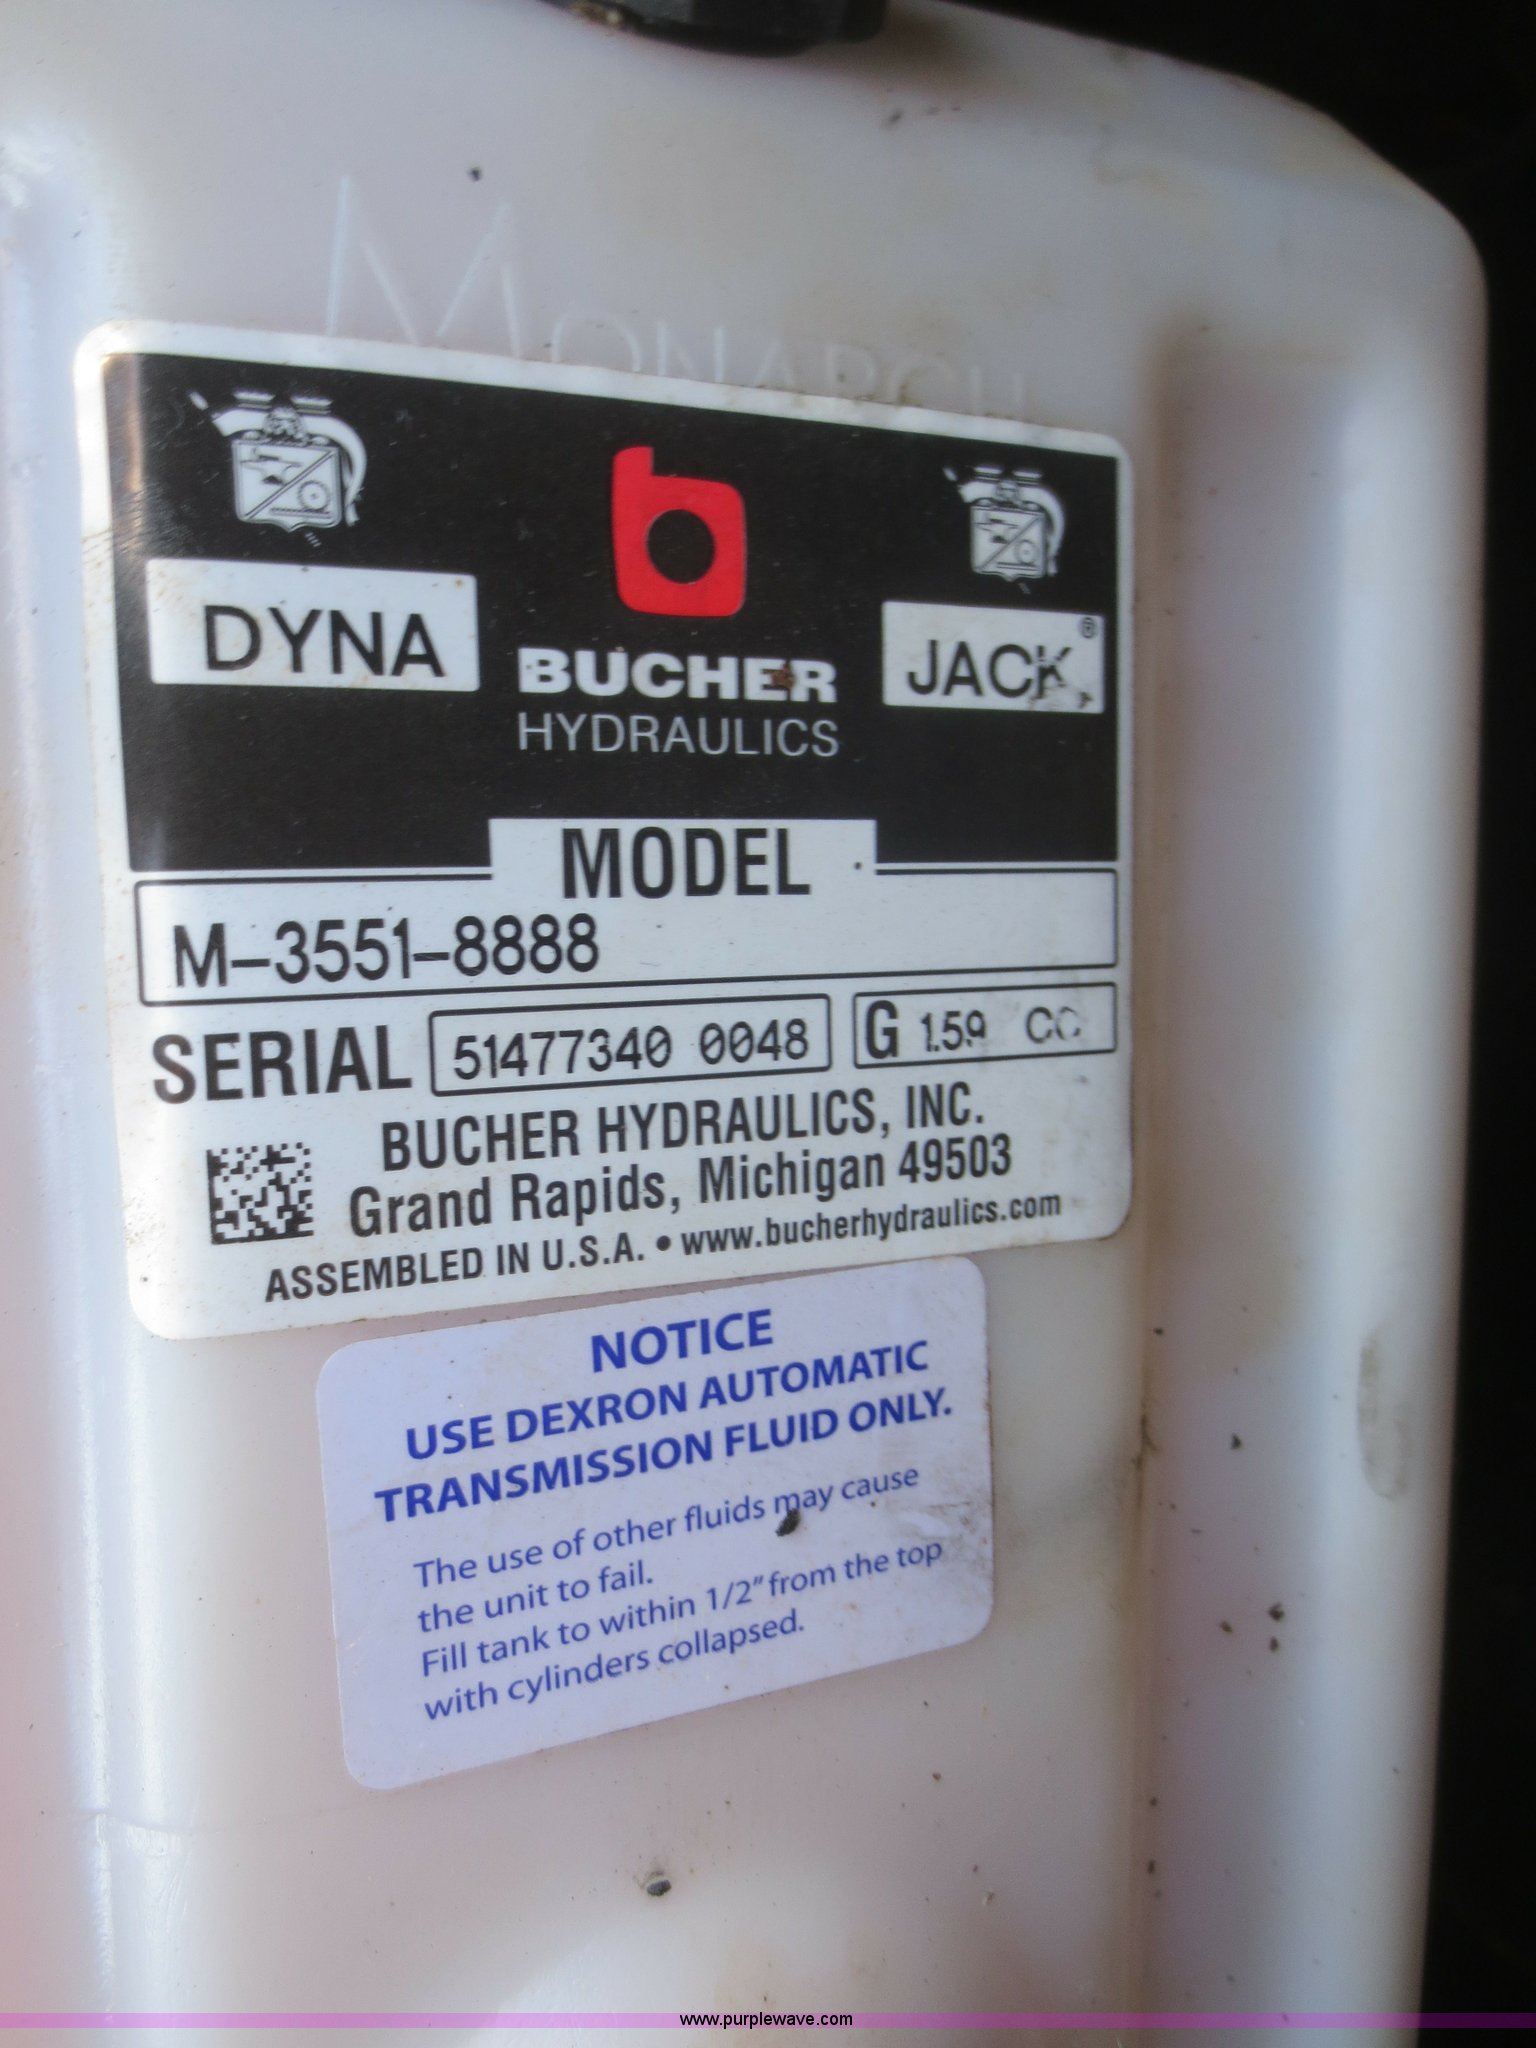 MONARCH
DYNA
BUCHER
HYDRAULICS
JACK®
MODEL
M-3551-8888
SERIAL 51477340 0048 G 1.59 CC
BUCHER HYDRAULICS, INC.
Grand Rapids, Michigan 49503
ASSEMBLED IN U.S.A. • www.bucherhydraulics.com
NOTICE
USE DEXRON AUTOMATIC
TRANSMISSION FLUID ONLY.
The use of other fluids may cause
the unit to fail.
Fill tank to within 1/2" from the top
with cylinders collapsed.
www.purplewave.com